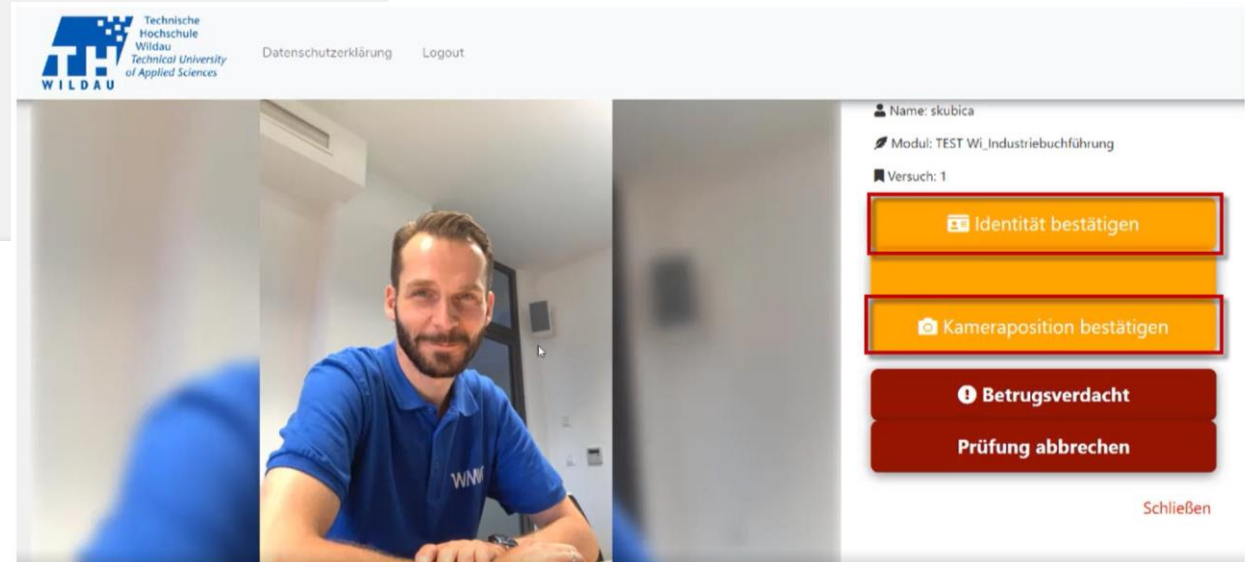 Technische
Hochschule
Wildau
Technical University
of Applied Sciences
TH
WILDAU
Datenschutzerklärung Logout
Name: skubica
Modul: TEST Wi_Industriebuchführung
Versuch: 1
Identität bestätigen
Kameraposition bestätigen
Betrugsverdacht
Prüfung abbrechen
Schließen